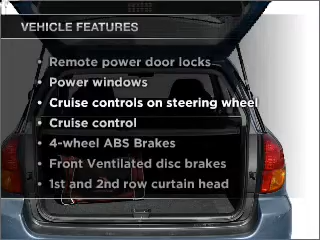 VEHICLE FEATURES
• Remote power door locks
• Power windows
• Cruise controls on steering wheel
• Cruise control
• 4-wheel ABS Brakes
• Front Ventilated disc brakes
• 1st and 2nd row curtain head